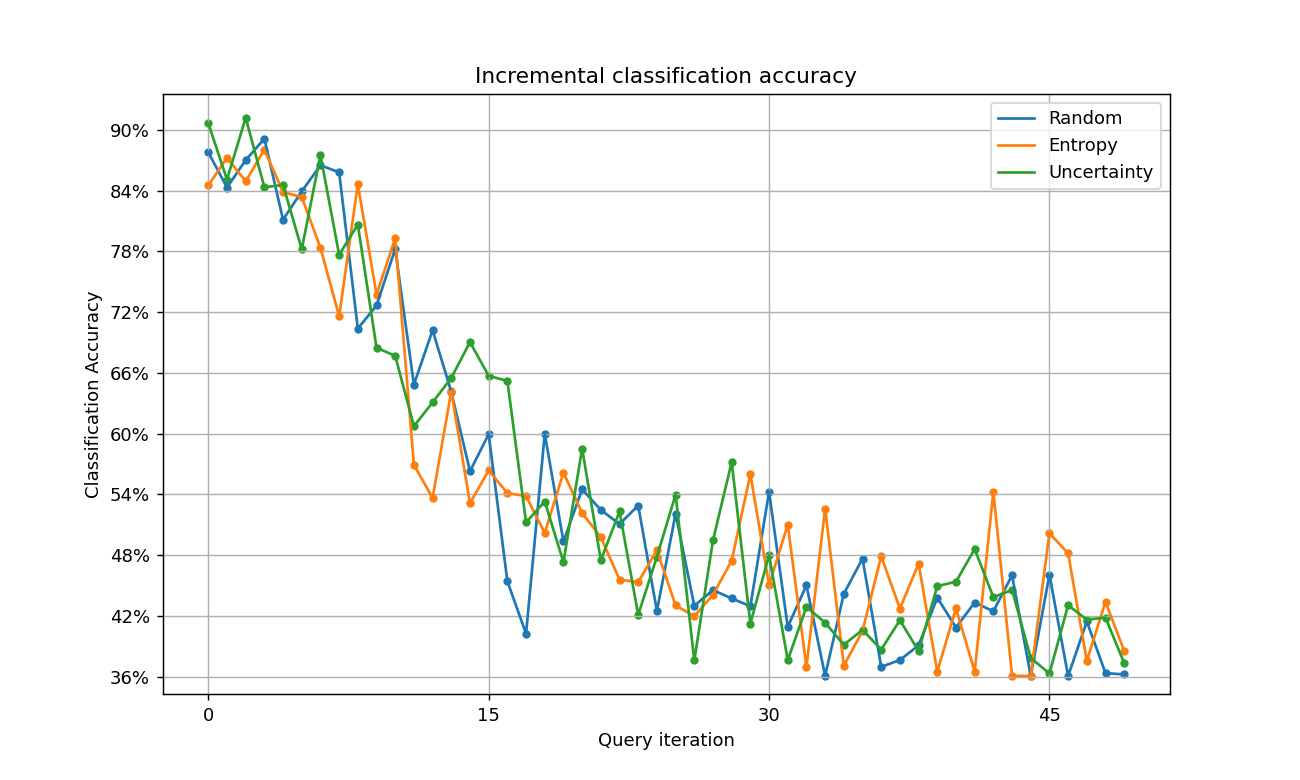 Incremental classification accuracy
Random
Entropy
Uncertainty
90%
84%
78%
72%
66%
60%
54%
48%
42%
36%
Classification Accuracy
0 15 30 45
Query iteration